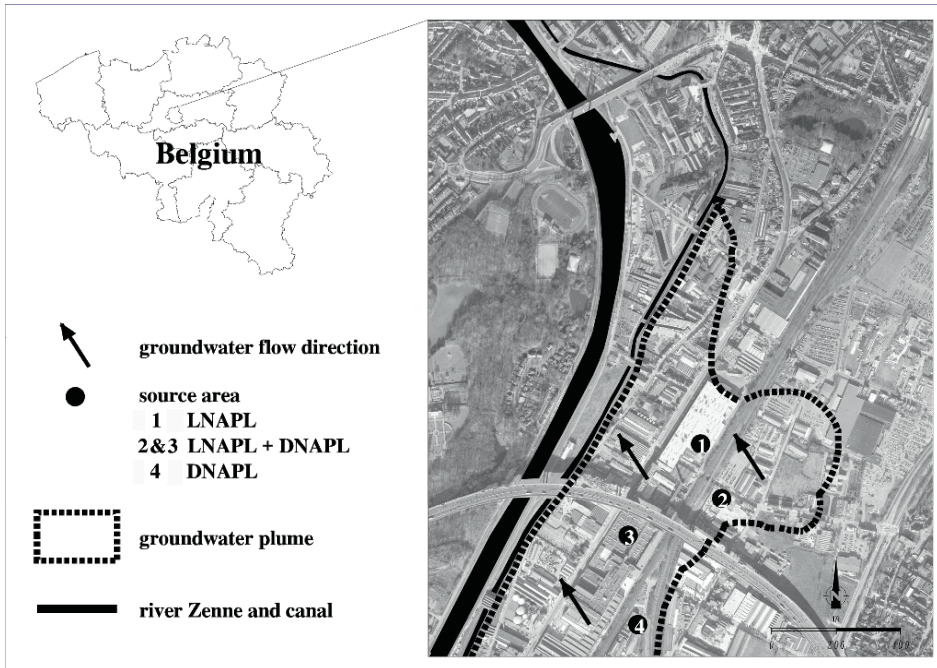 Belgium
groundwater flow direction
source area
1 LNAPL
2&3 LNAPL + DNAPL
4 DNAPL
groundwater plume
river Zenne and canal
1
2
3
4
N
m
0